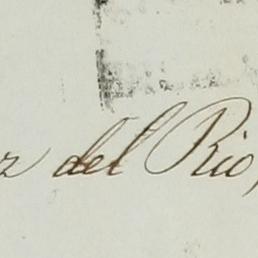 z del Rio,